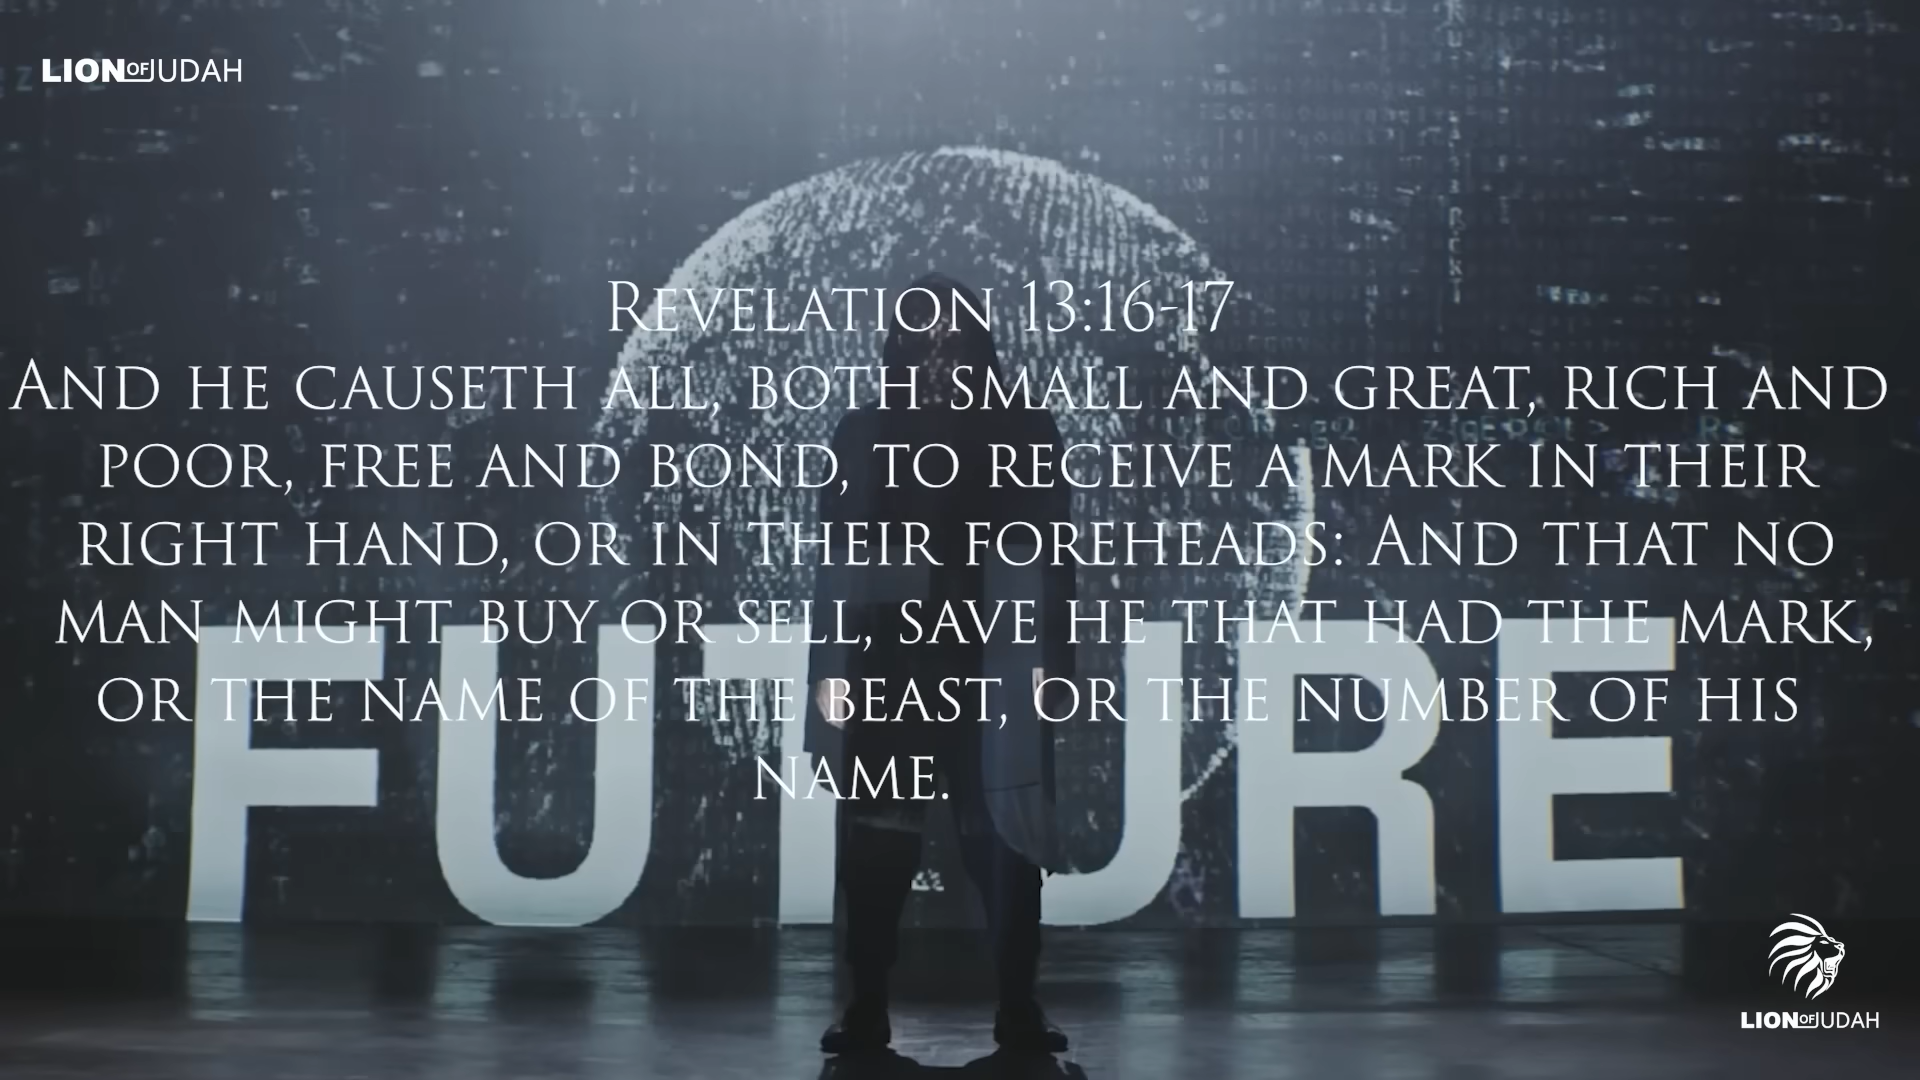 LION OF JUDAH
Revelation 13:16-17
And he causeth all, both small and great, rich and
poor, free and bond, to receive a mark in their
right hand, or in their foreheads: And that no
man might buy or sell, save he that had the mark,
or the name of the beast, or the number of his
name.
FUTURE
LION OF JUDAH